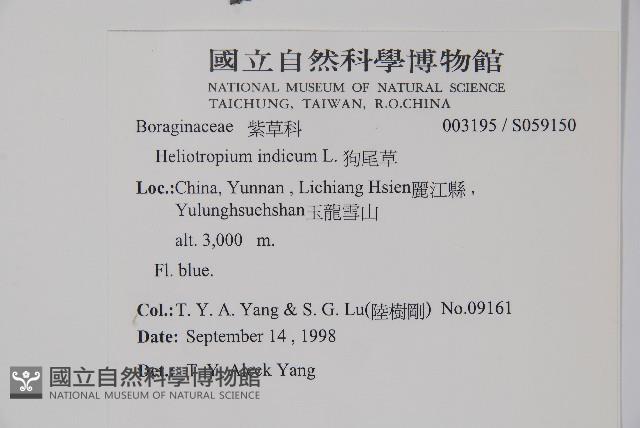 國立自然科學博物館
NATIONAL MUSEUM OF NATURAL SCIENCE
TAICHUNG, TAIWAN, R.O.CHINA
Boraginaceae 紫草科 003195 / S059150
Heliotropium indicum L. 狗尾草
Loc.:China, Yunnan , Lichiang Hsien麗江縣 ,
Yulunghsuehshan玉龍雪山
alt. 3,000 m.
Fl. blue.
Col.: T. Y. A. Yang & S. G. Lu(陸樹剛) No.09161
Date: September 14 , 1998
Det.: T. Y. Aleck Yang
國立自然科學博物館
NATIONAL MUSEUM OF NATURAL SCIENCE